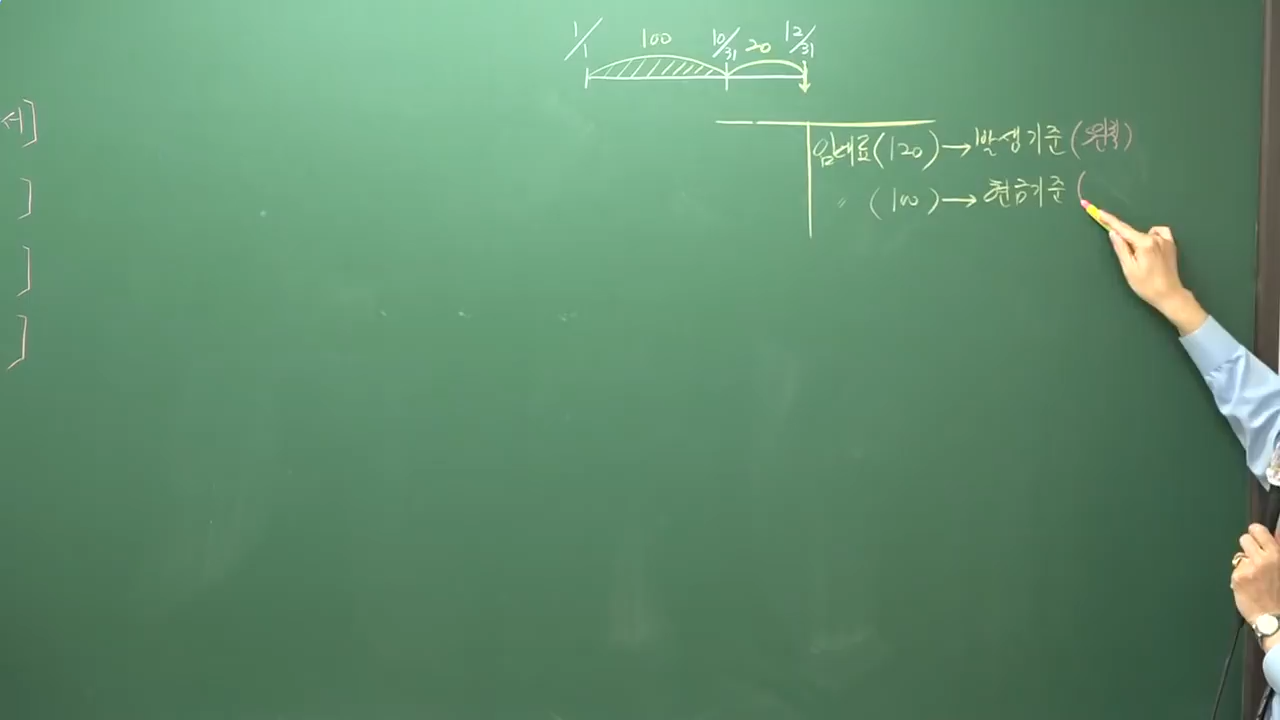 1/1 100 10/31 20 12/31
서]
]
]
]
임대료(120)→발생기준(원칙)
〃 (100)→현금기준(